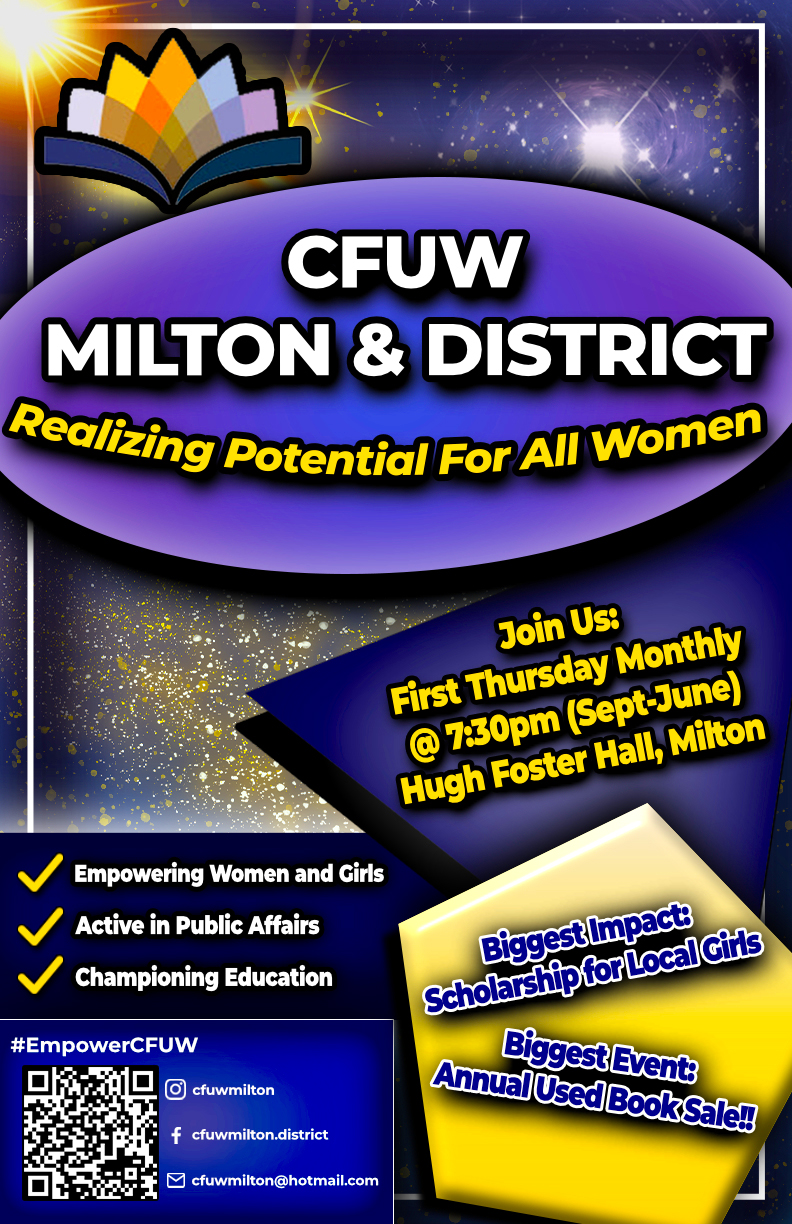 CFUW
MILTON & DISTRICT
Realizing Potential For All Women
Join Us:
First Thursday Monthly
@ 7:30pm (Sept-June)
Hugh Foster Hall, Milton
Empowering Women and Girls
Active in Public Affairs
Championing Education
Biggest Impact:
Scholarship for Local Girls
Biggest Event:
Annual Used Book Sale!!
#EmpowerCFUW
cfuwmilton
cfuwmilton.district
cfuwmilton@hotmail.com